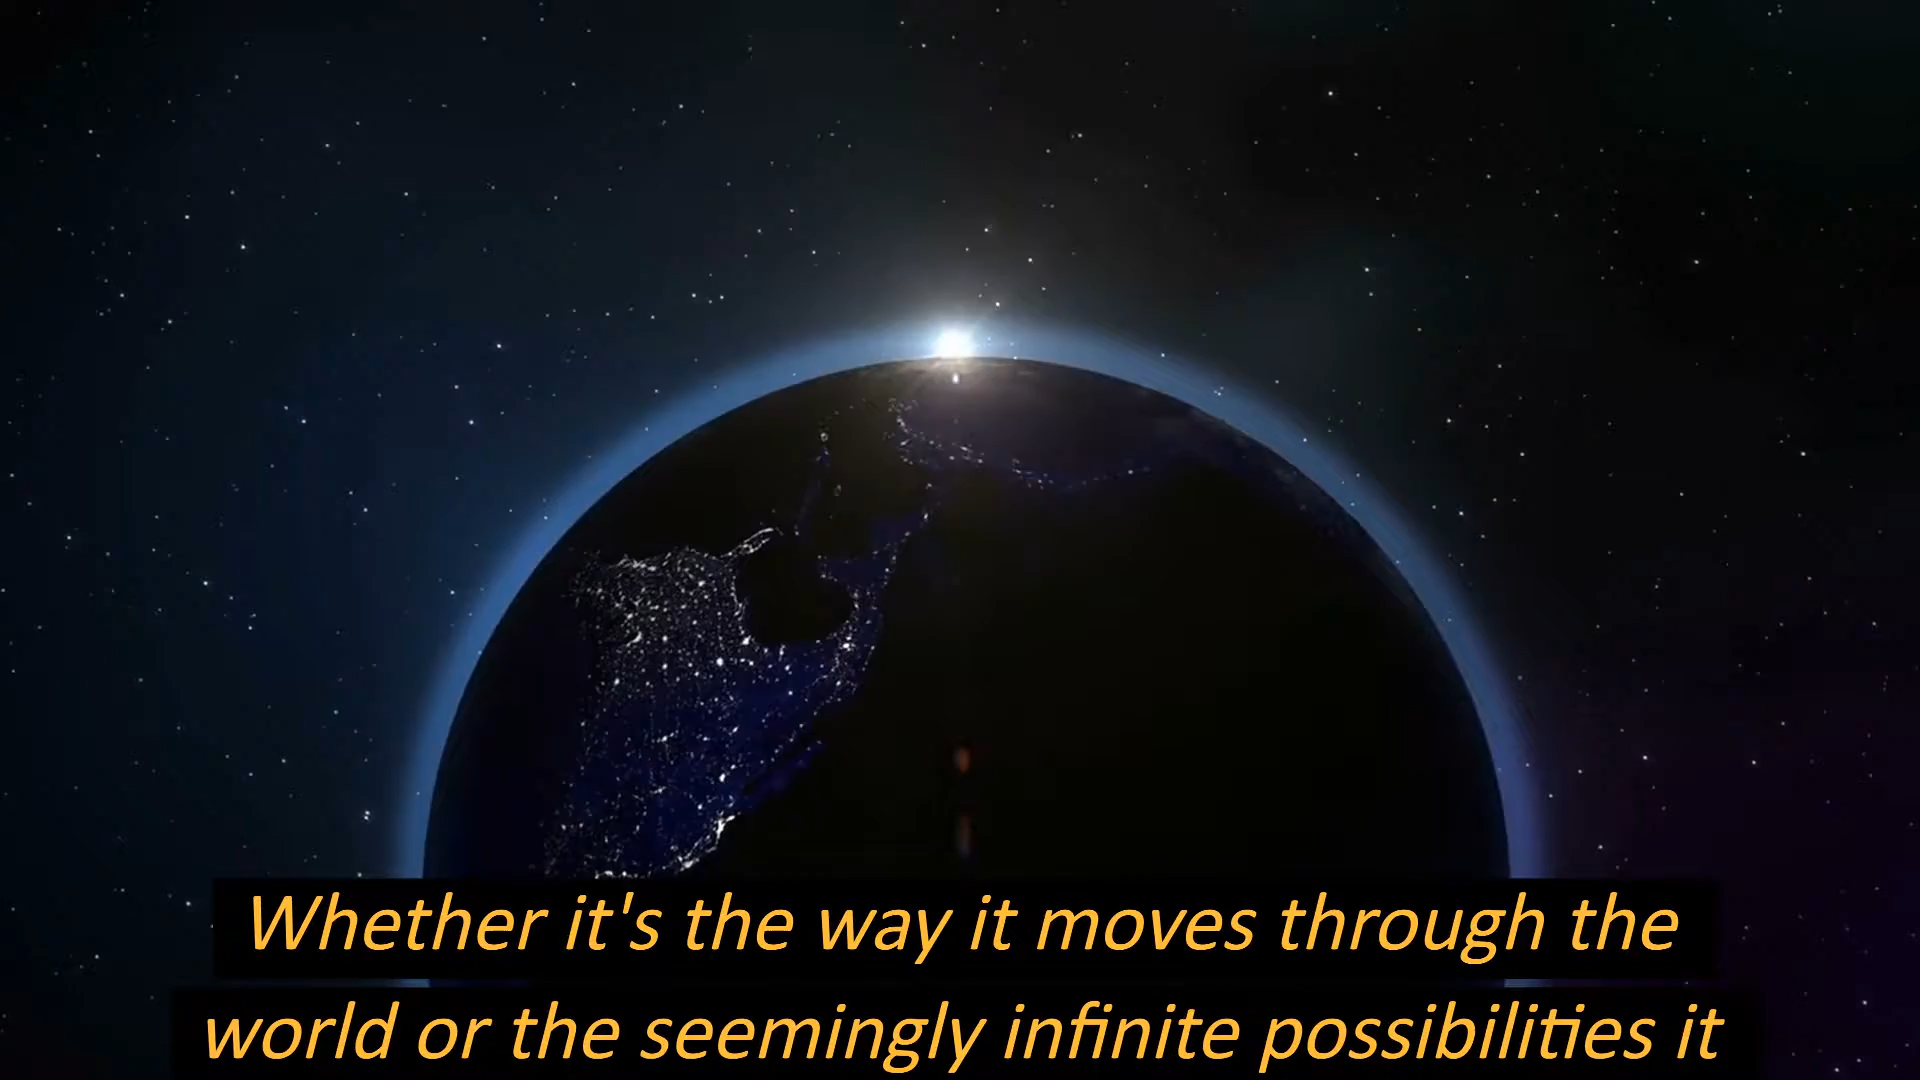 Whether it's the way it moves through the
world or the seemingly infinite possibilities it